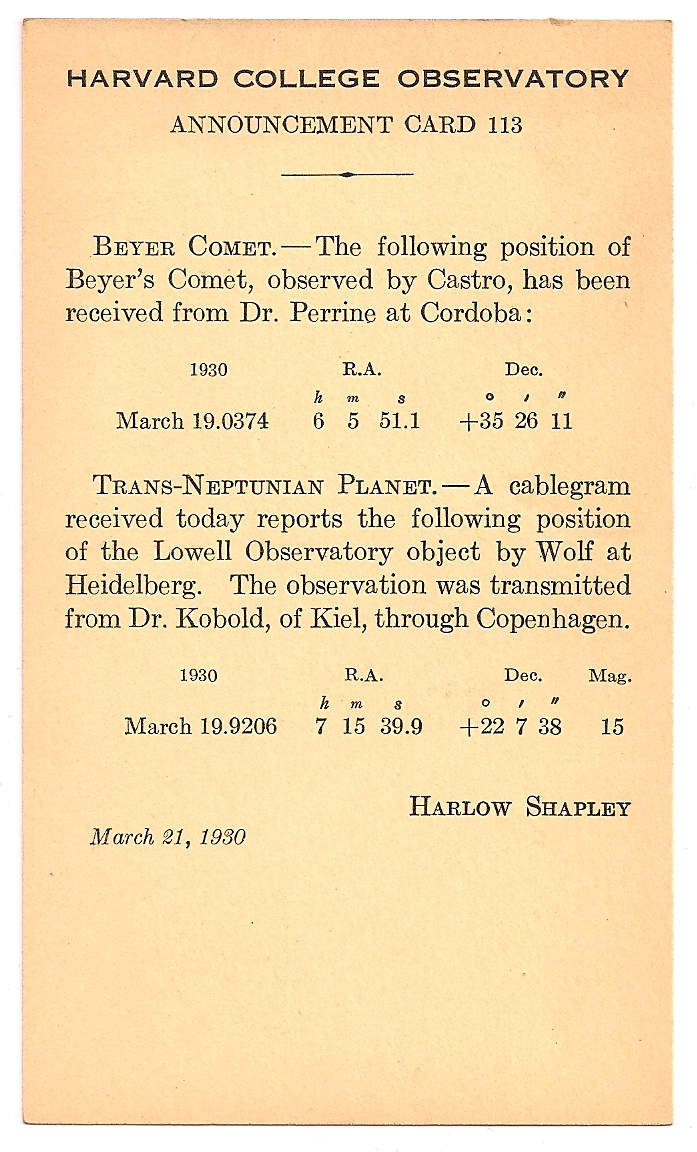 HARVARD COLLEGE OBSERVATORY
ANNOUNCEMENT CARD 113
BEYER COMET.—The following position of
Beyer's Comet, observed by Castro, has been
received from Dr. Perrine at Cordoba:
1930 R.A. Dec.
h m s ° ′ ″
March 19.0374 6 5 51.1 +35 26 11
TRANS-NEPTUNIAN PLANET.—A cablegram
received today reports the following position
of the Lowell Observatory object by Wolf at
Heidelberg. The observation was transmitted
from Dr. Kobold, of Kiel, through Copenhagen.
1930 R.A. Dec. Mag.
h m s ° ′ ″
March 19.9206 7 15 39.9 +22 7 38 15
HARLOW SHAPLEY
March 21, 1930